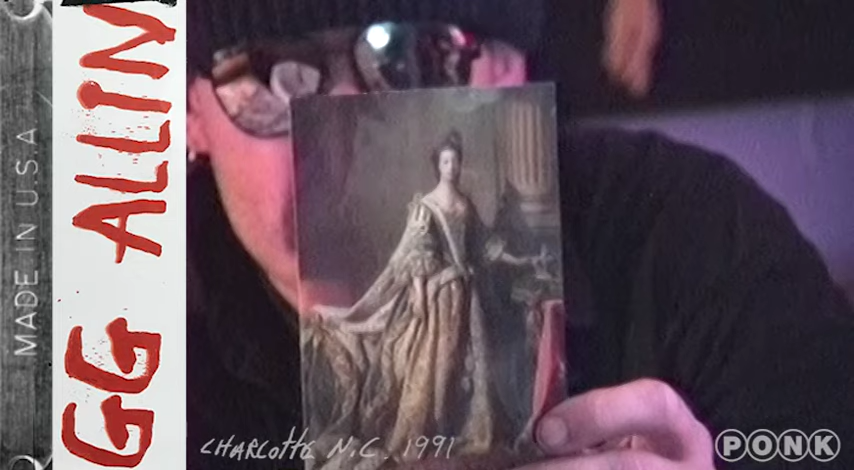 MADE IN U.S.A
GG ALLIN
CHARLOTTE N.C. 1991
PONK